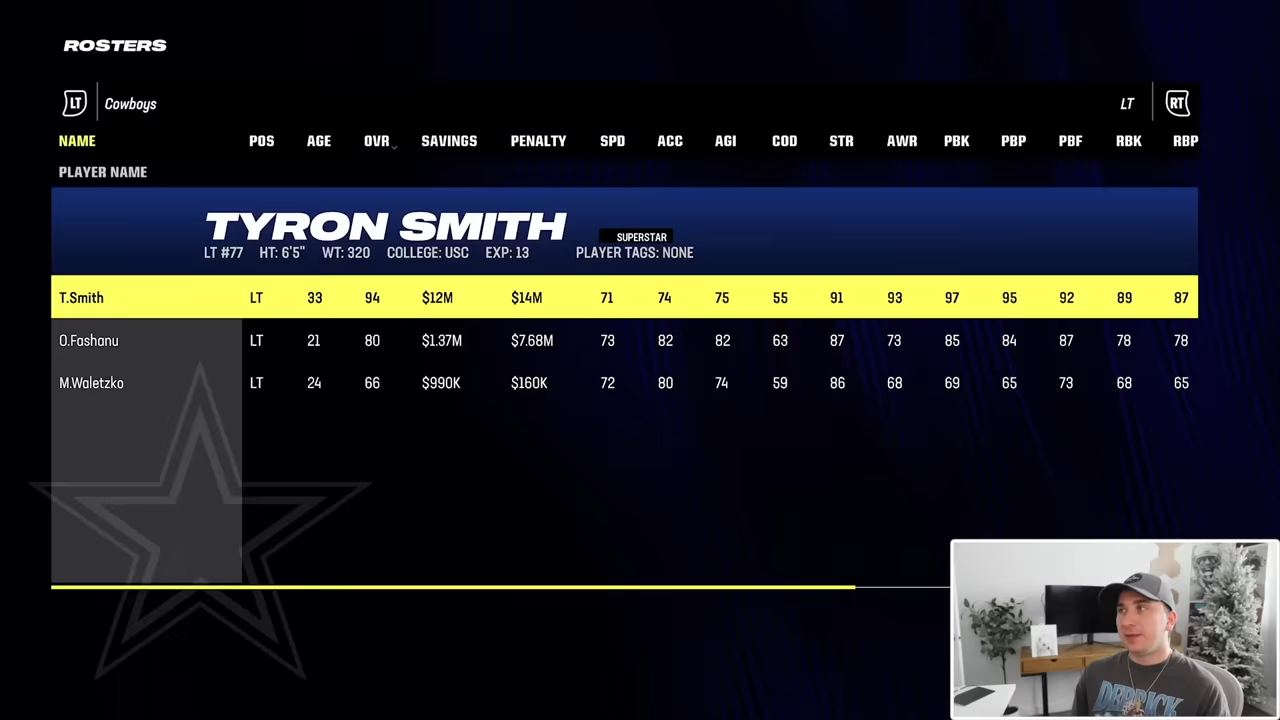 ROSTERS
LT Cowboys LT RT
NAME POS AGE OVR SAVINGS PENALTY SPD ACC AGI COD STR AWR PBK PBP PBF RBK RBP
PLAYER NAME
TYRON SMITH SUPERSTAR
LT #77 HT: 6'5" WT: 320 COLLEGE: USC EXP: 13 PLAYER TAGS: NONE
T.Smith LT 33 94 $12M $14M 71 74 75 55 91 93 97 95 92 89 87
O.Fashanu LT 21 80 $1.37M $7.68M 73 82 82 63 87 73 85 84 87 78 78
M.Waletzko LT 24 66 $990K $160K 72 80 74 59 86 68 69 65 73 68 65